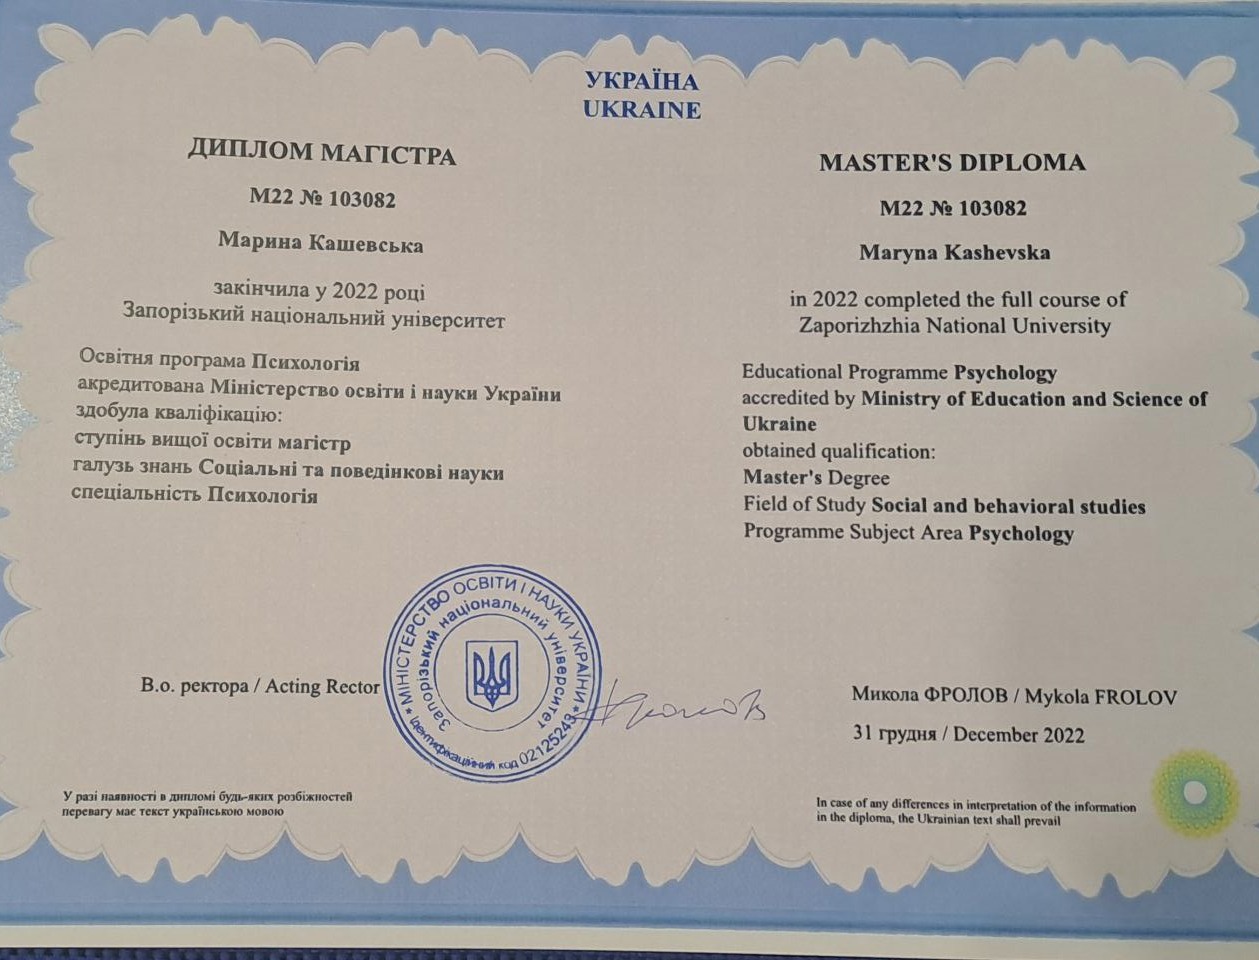 УКРАЇНА
UKRAINE
ДИПЛОМ МАГІСТРА
М22 № 103082
Марина Кашевська
закінчила у 2022 році
Запорізький національний університет
Освітня програма Психологія
акредитована Міністерство освіти і науки України
здобула кваліфікацію:
ступінь вищої освіти магістр
галузь знань Соціальні та поведінкові науки
спеціальність Психологія
MASTER'S DIPLOMA
M22 № 103082
Maryna Kashevska
in 2022 completed the full course of
Zaporizhzhia National University
Educational Programme Psychology
accredited by Ministry of Education and Science of
Ukraine
obtained qualification:
Master's Degree
Field of Study Social and behavioral studies
Programme Subject Area Psychology
В.о. ректора / Acting Rector
* МІНІСТЕРСТВО ОСВІТИ І НАУКИ УКРАЇНИ *
Запорізький національний університет
Ідентифікаційний код 02125243
Микола ФРОЛОВ / Mykola FROLOV
31 грудня / December 2022
У разі наявності в дипломі будь-яких розбіжностей
перевагу має текст українською мовою
In case of any differences in interpretation of the information
in the diploma, the Ukrainian text shall prevail